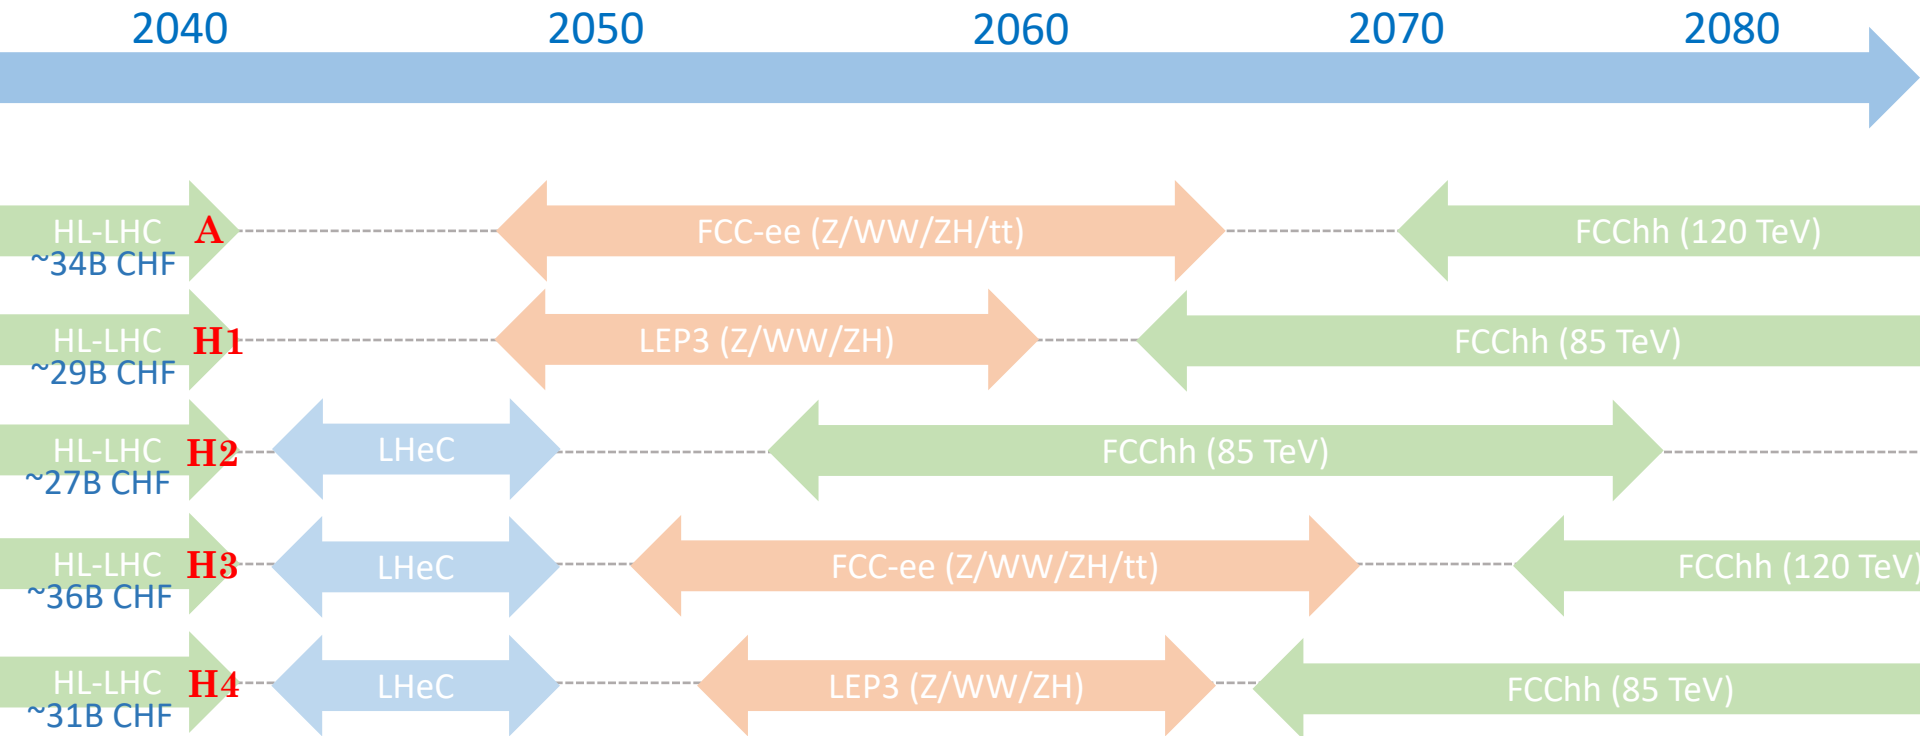 2040 2050 2060 2070 2080
HL-LHC A FCC-ee (Z/WW/ZH/tt) FCChh (120 TeV)
~34B CHF
HL-LHC H1 LEP3 (Z/WW/ZH) FCChh (85 TeV)
~29B CHF
HL-LHC H2 LHeC FCChh (85 TeV)
~27B CHF
HL-LHC H3 LHeC FCC-ee (Z/WW/ZH/tt) FCChh (120 TeV)
~36B CHF
HL-LHC H4 LHeC LEP3 (Z/WW/ZH) FCChh (85 TeV)
~31B CHF